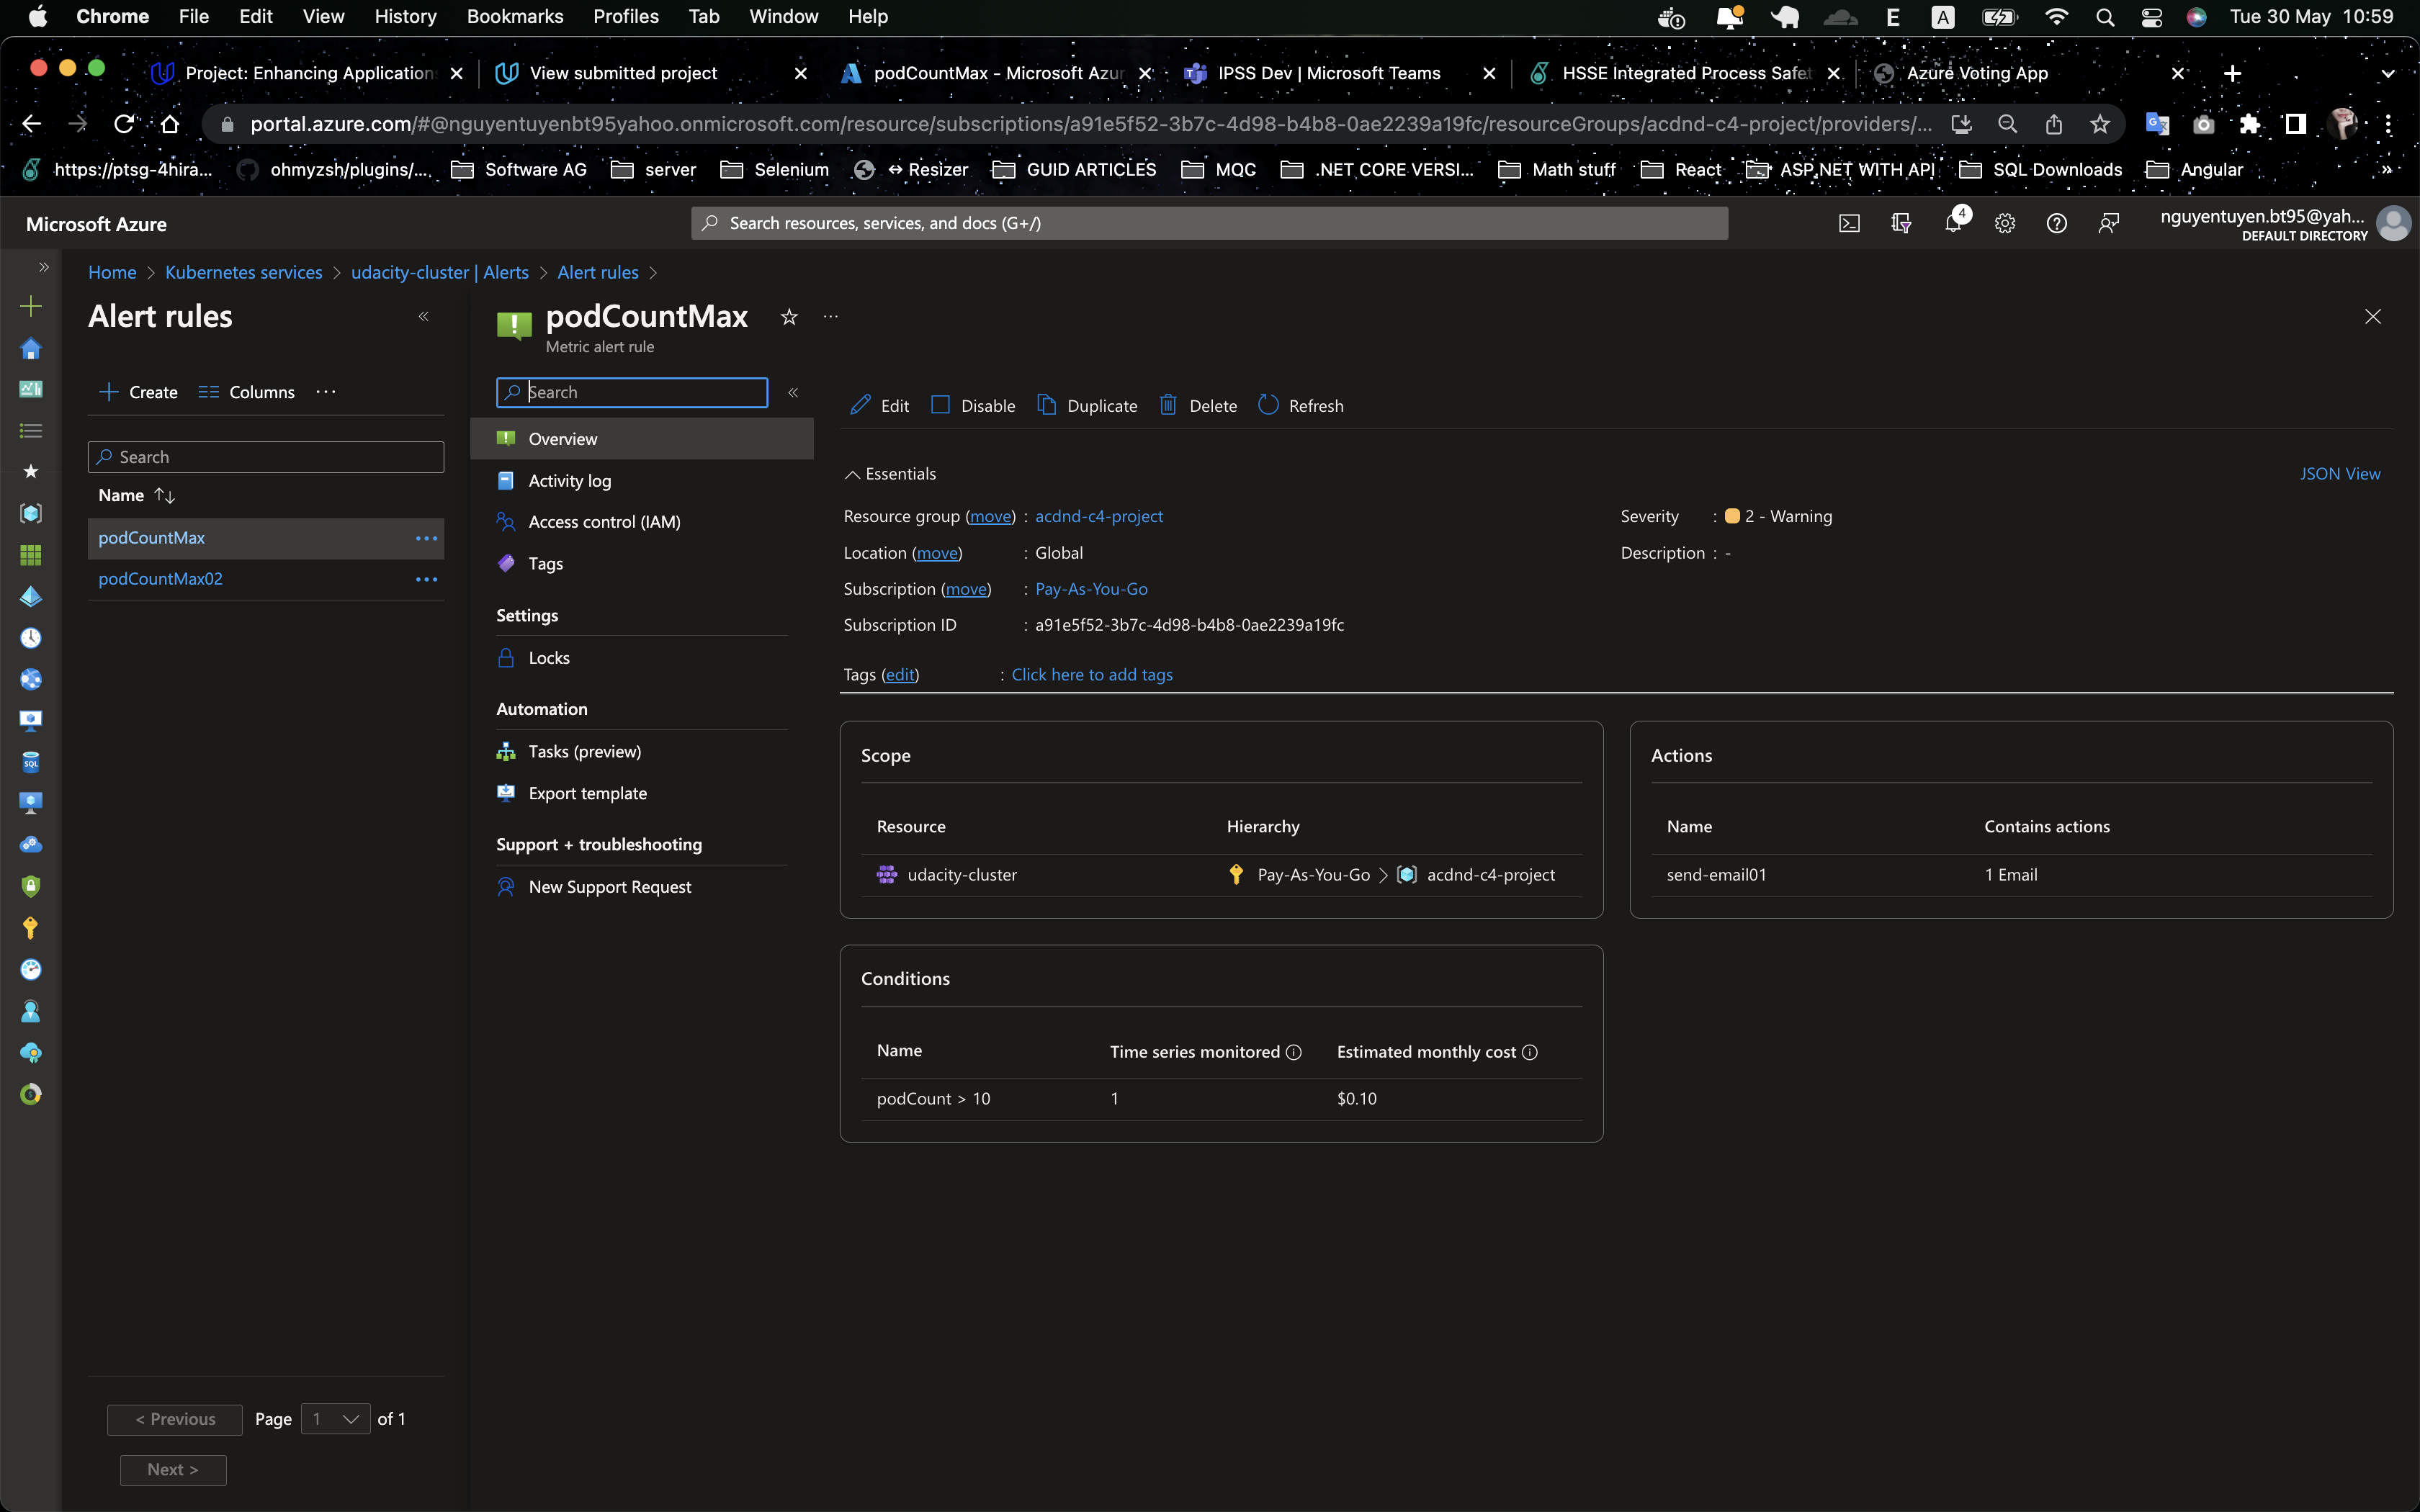 Chrome File Edit View History Bookmarks Profiles Tab Window Help E A Tue 30 May 10:59
Project: Enhancing Application View submitted project podCountMax - Microsoft Azur IPSS Dev | Microsoft Teams HSSE Integrated Process Safet Azure Voting App
portal.azure.com/#@nguyentuyenbt95yahoo.onmicrosoft.com/resource/subscriptions/a91e5f52-3b7c-4d98-b4b8-0ae2239a19fc/resourceGroups/acdnd-c4-project/providers/...
https://ptsg-4hira... ohmyzsh/plugins/... Software AG server Selenium ↔ Resizer GUID ARTICLES MQC .NET CORE VERSI... Math stuff React ASP.NET WITH API SQL Downloads Angular »
Microsoft Azure Search resources, services, and docs (G+/) 4 nguyentuyen.bt95@yah...
DEFAULT DIRECTORY
Home > Kubernetes services > udacity-cluster | Alerts > Alert rules >
Alert rules
podCountMax
Metric alert rule
Create Columns ...
Search
Name ↑↓
podCountMax ...
podCountMax02 ...
< Previous Page 1 of 1
Next >
Search
Overview
Activity log
Access control (IAM)
Tags
Settings
Locks
Automation
Tasks (preview)
Export template
Support + troubleshooting
New Support Request
Edit Disable Duplicate Delete Refresh
Essentials JSON View
Resource group (move) : acdnd-c4-project
Location (move) : Global
Subscription (move) : Pay-As-You-Go
Subscription ID : a91e5f52-3b7c-4d98-b4b8-0ae2239a19fc
Tags (edit) : Click here to add tags
Severity : 2 - Warning
Description : -
Scope
Resource Hierarchy
udacity-cluster Pay-As-You-Go > acdnd-c4-project
Actions
Name Contains actions
send-email01 1 Email
Conditions
Name Time series monitored Estimated monthly cost
podCount > 10 1 $0.10